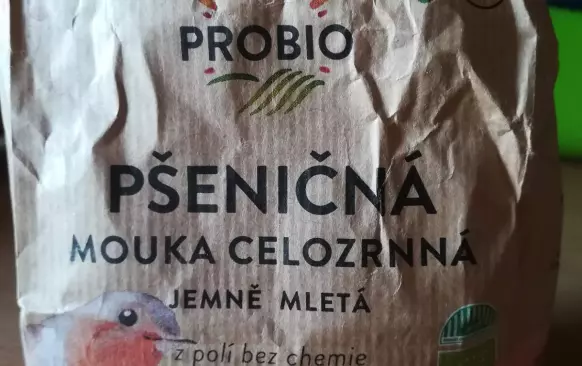 PROBIO
PŠENIČNÁ
MOUKA CELOZRNNÁ
JEMNĚ MLETÁ
z polí bez chemie